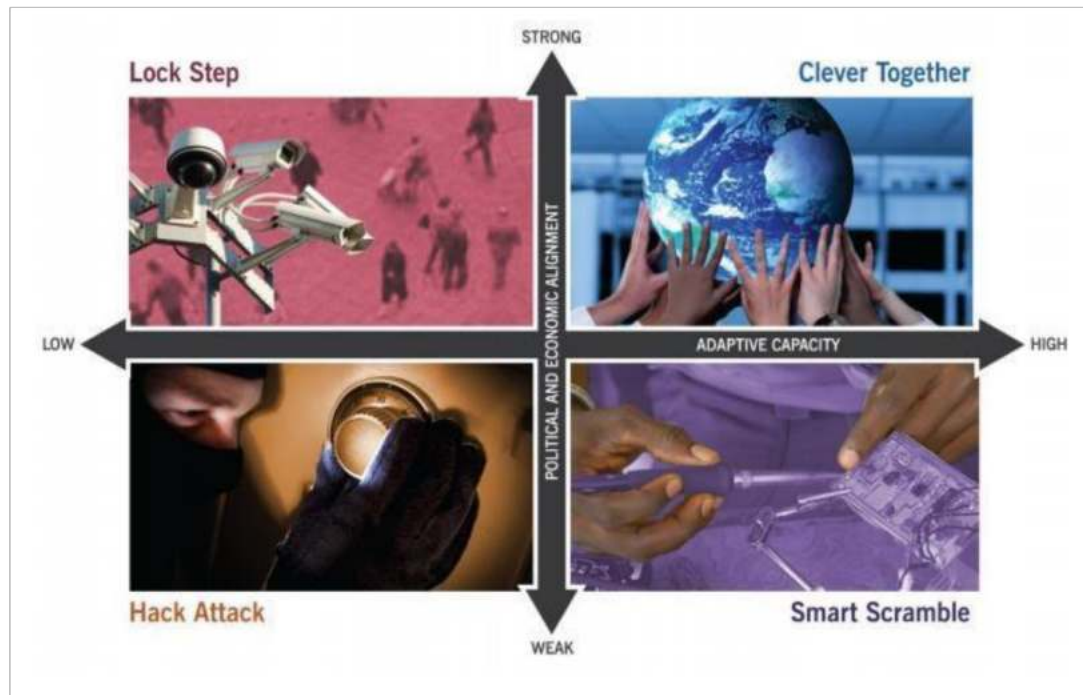 STRONG
Lock Step
Clever Together
POLITICAL AND ECONOMIC ALIGNMENT
LOW
ADAPTIVE CAPACITY
HIGH
Hack Attack
Smart Scramble
WEAK